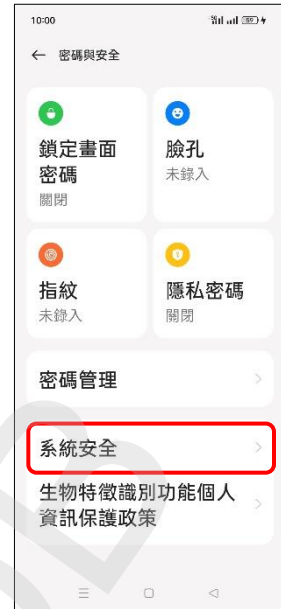 10:00
59
← 密碼與安全
鎖定畫面
密碼
關閉
臉孔
未錄入
指紋
未錄入
隱私密碼
關閉
密碼管理
系統安全
生物特徵識別功能個人
資訊保護政策